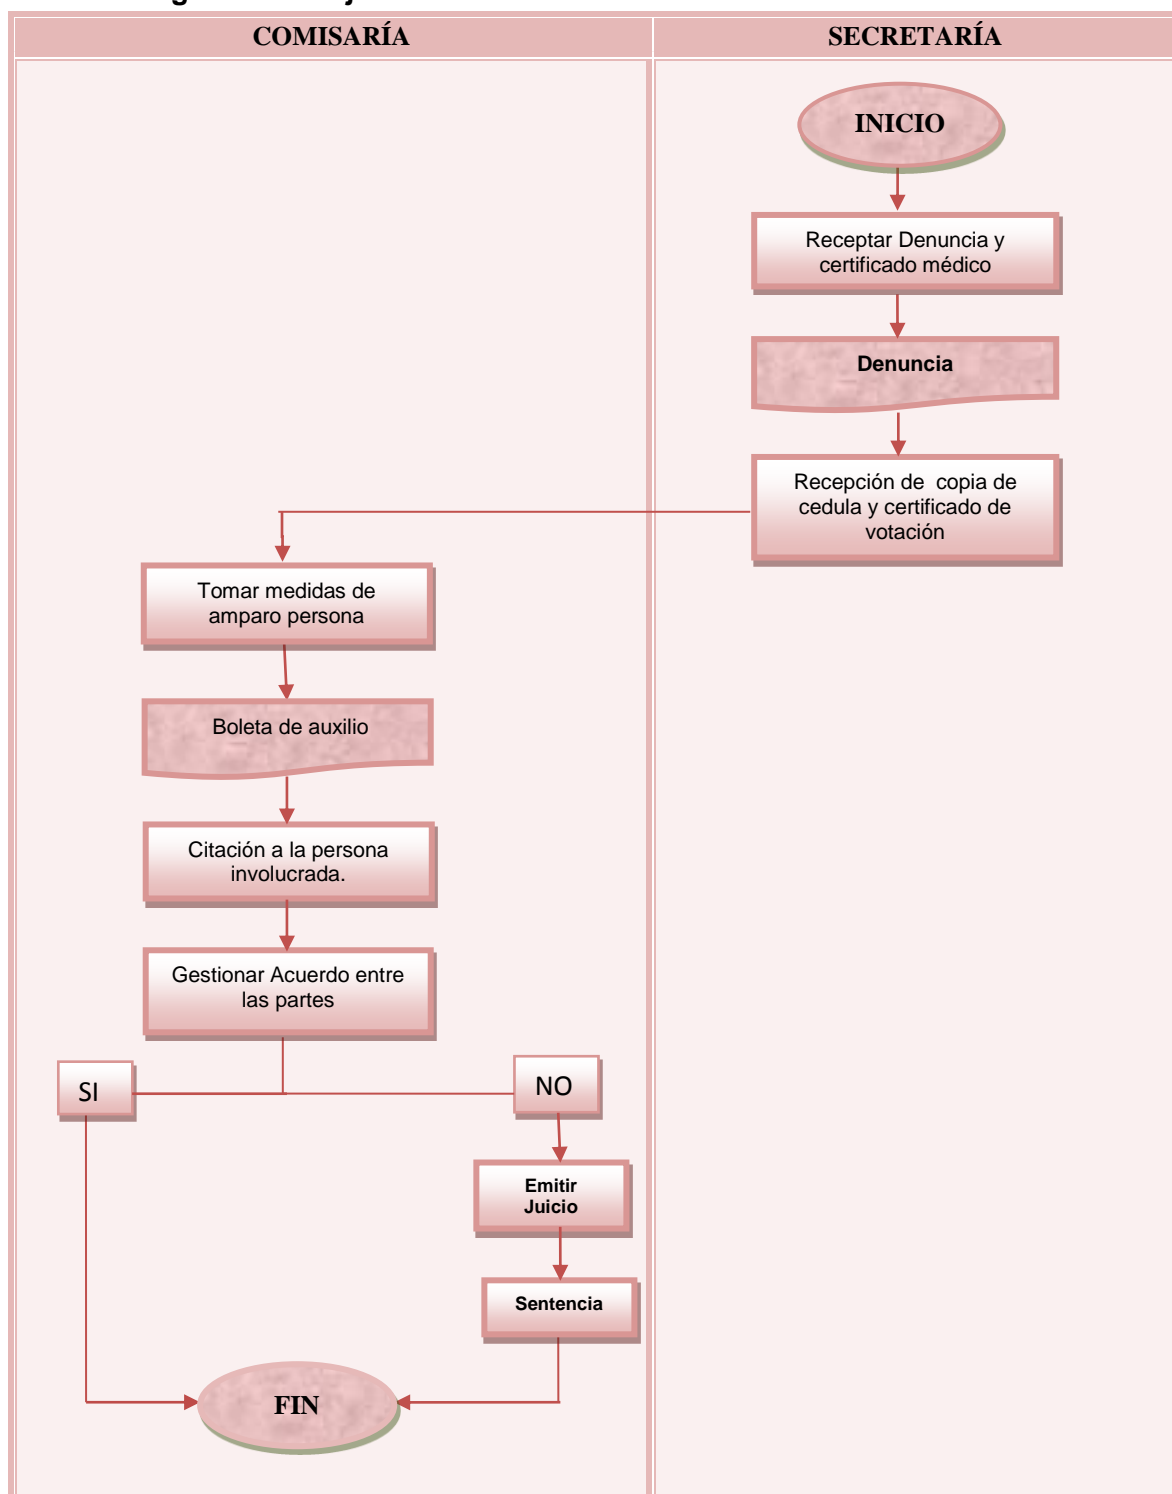 COMISARÍA
SECRETARÍA
INICIO
Receptar Denuncia y
certificado médico
Denuncia
Recepción de copia de
cedula y certificado de
votación
Tomar medidas de
amparo persona
Boleta de auxilio
Citación a la persona
involucrada.
Gestionar Acuerdo entre
las partes
SI
NO
Emitir
Juicio
Sentencia
FIN